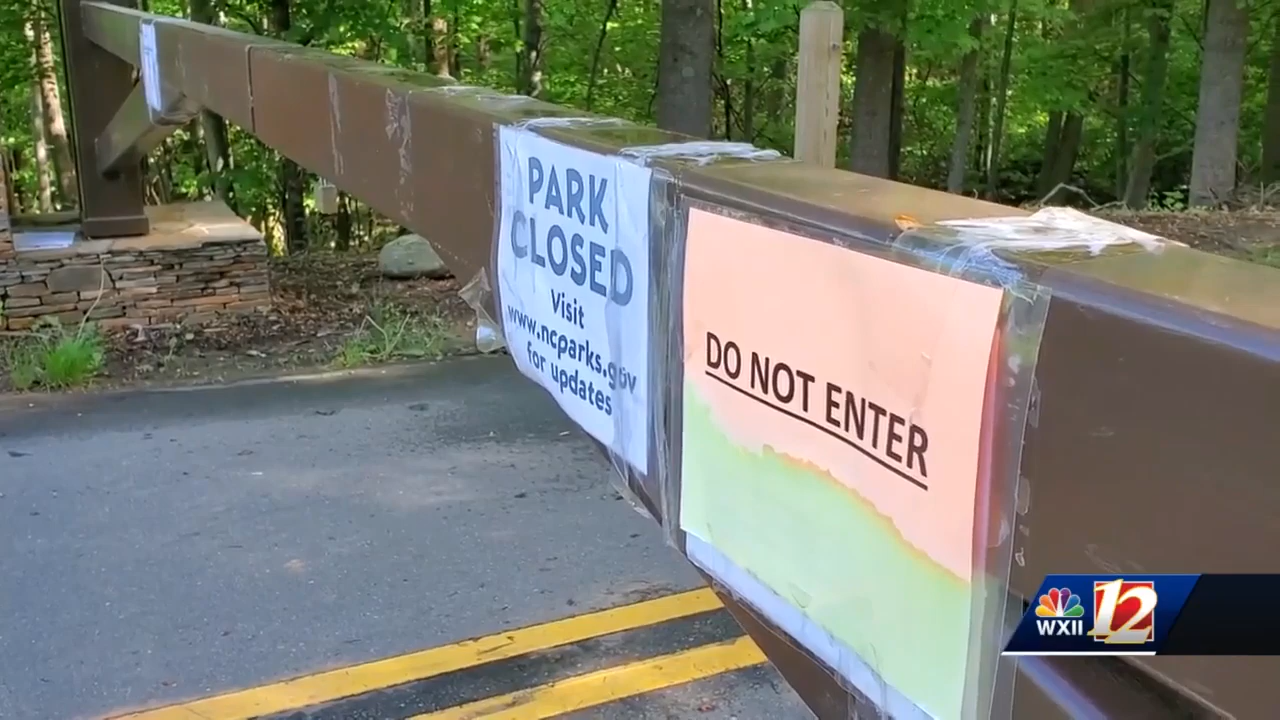 PARK
CLOSED
Visit
www.ncparks.gov
for updates
DO NOT ENTER
WXII 12